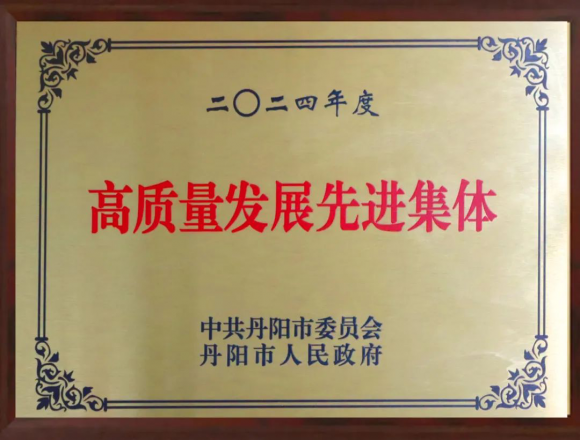 二〇二四年度
高质量发展先进集体
中共丹阳市委员会
丹阳市人民政府